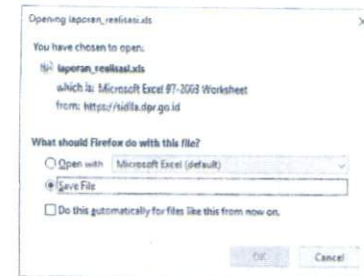 Opening laporan_realisasi.xls
You have chosen to open:
laporan_realisasi.xls
which is: Microsoft Excel 97-2003 Worksheet
from: https://tidila.dpr.go.id
What should Firefox do with this file?
Open with Microsoft Excel (default)
Save File
Do this automatically for files like this from now on.
OK Cancel